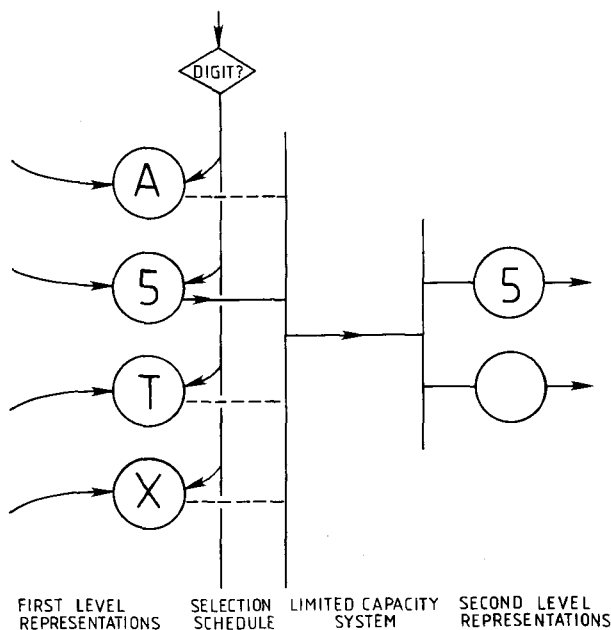 DIGIT?
A
5
5
T
X
FIRST LEVEL REPRESENTATIONS
SELECTION SCHEDULE
LIMITED CAPACITY SYSTEM
SECOND LEVEL REPRESENTATIONS